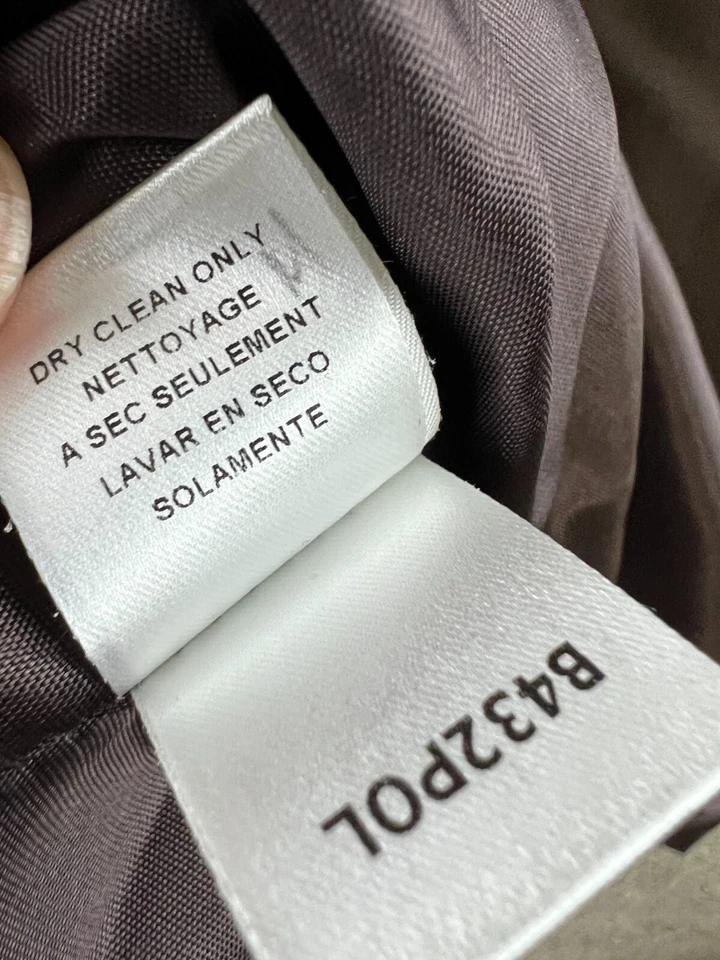 DRY CLEAN ONLY
NETTOYAGE
A SEC SEULEMENT
LAVAR EN SECO
SOLAMENTE
B432POL